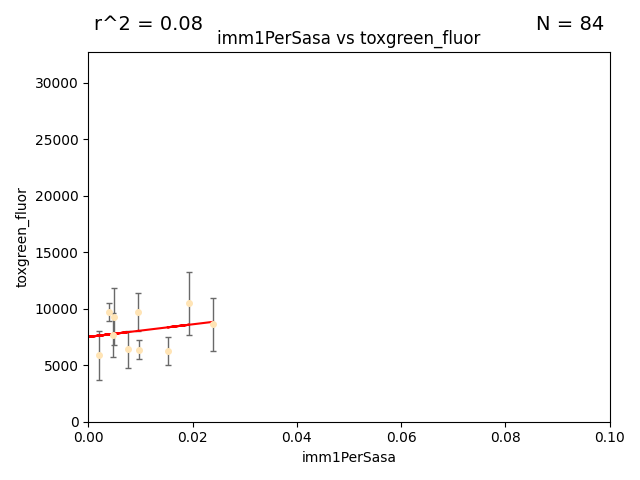 r^2 = 0.08
N = 84
imm1PerSasa vs toxgreen_fluor
30000
25000
20000
15000
10000
5000
0
toxgreen_fluor
0.00 0.02 0.04 0.06 0.08 0.10
imm1PerSasa